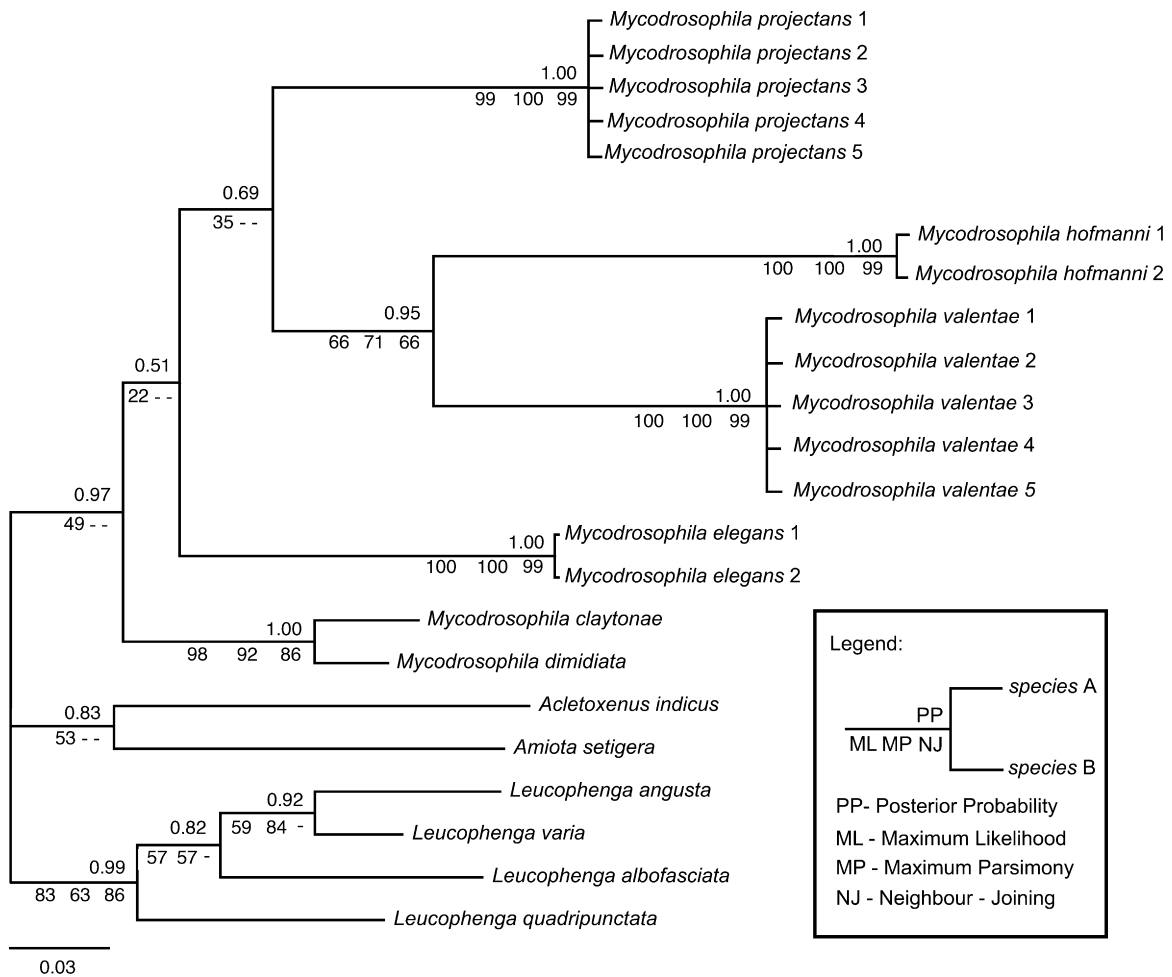 Mycodrosophila projectans 1
Mycodrosophila projectans 2
1.00
Mycodrosophila projectans 3
99 100 99
Mycodrosophila projectans 4
Mycodrosophila projectans 5
0.69
35 - -
Mycodrosophila hofmanni 1
1.00
100 100 99
Mycodrosophila hofmanni 2
0.95
66 71 66
Mycodrosophila valentae 1
Mycodrosophila valentae 2
0.51
22 - -
1.00
Mycodrosophila valentae 3
100 100 99
Mycodrosophila valentae 4
Mycodrosophila valentae 5
0.97
49 - -
Mycodrosophila elegans 1
1.00
100 100 99
Mycodrosophila elegans 2
Mycodrosophila claytonae
1.00
98 92 86
Mycodrosophila dimidiata
Acletoxenus indicus
0.83
53 - -
Amiota setigera
Leucophenga angusta
0.92
59 84 -
Leucophenga varia
0.82
57 57 -
0.99
83 63 86
Leucophenga albofasciata
Leucophenga quadripunctata
0.03
Legend:
species A
PP
ML MP NJ
species B
PP- Posterior Probability
ML - Maximum Likelihood
MP - Maximum Parsimony
NJ - Neighbour - Joining